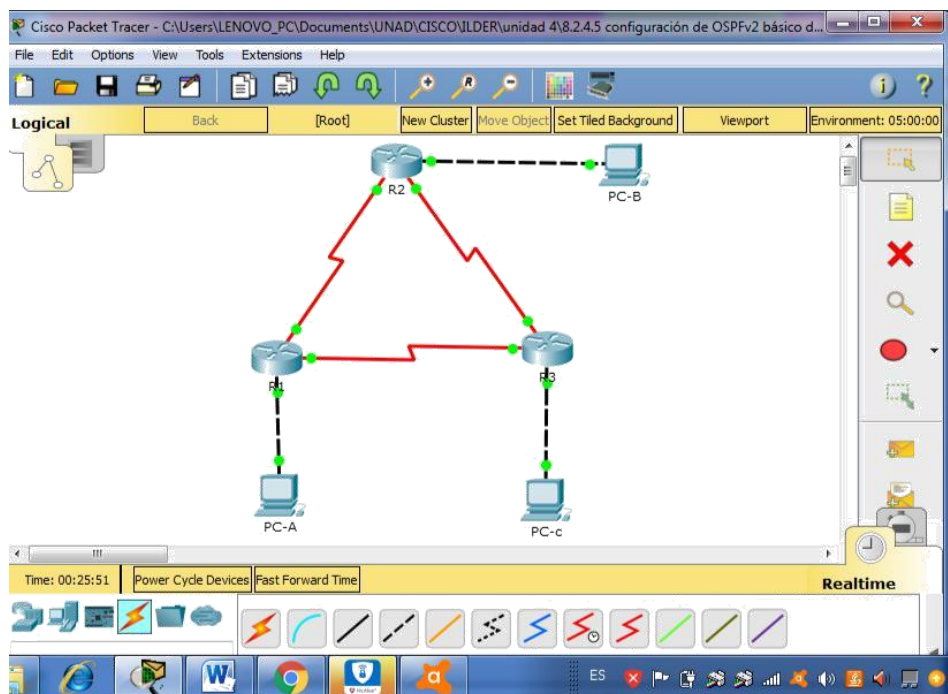 Cisco Packet Tracer - C:\Users\LENOVO_PC\Documents\UNAD\CISCO\ILDER\unidad 4\8.2.4.5 configuración de OSPFv2 básico d...
File Edit Options View Tools Extensions Help
Logical Back [Root] New Cluster Move Object Set Tiled Background Viewport Environment: 05:00:00
R2
PC-B
R1
R3
PC-A
PC-c
Time: 00:25:51 Power Cycle Devices Fast Forward Time Realtime
ES